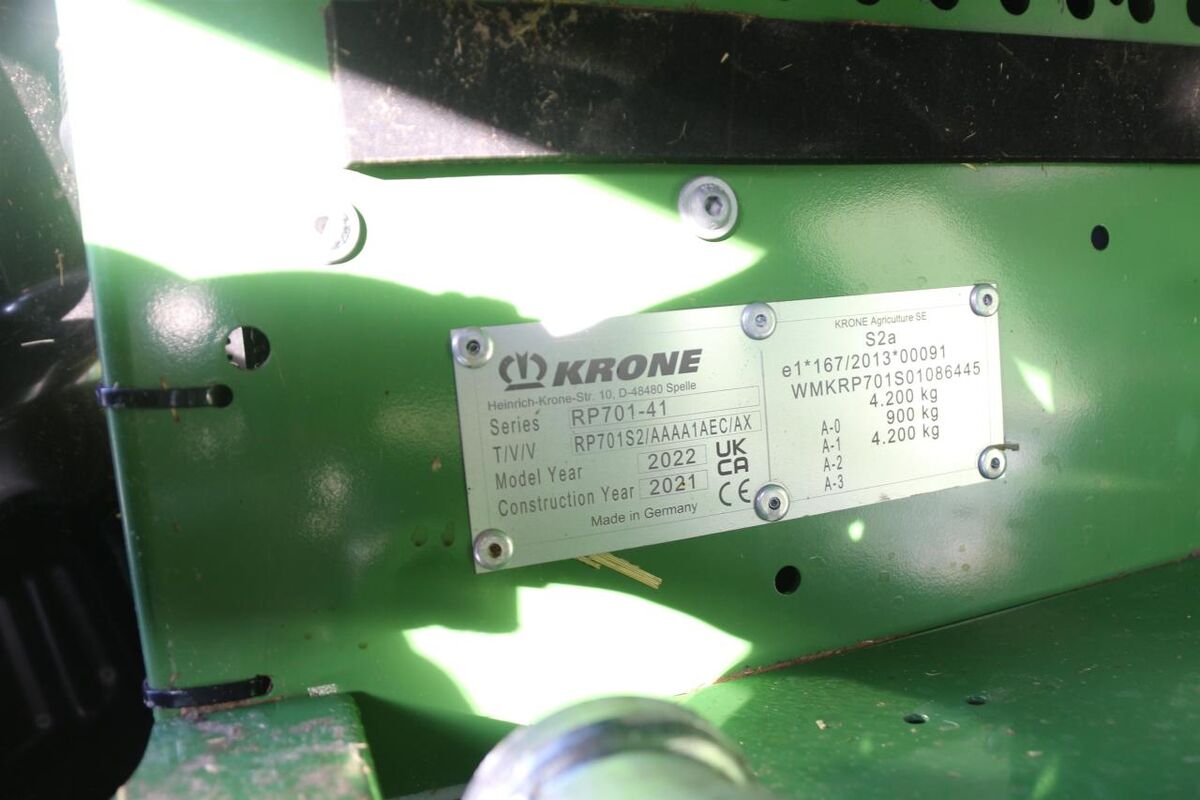 KRONE
Heinrich-Krone-Str. 10, D-48480 Spelle
Series RP701-41
T/V/V RP701S2/AAAA1AEC/AX
Model Year 2022
Construction Year 2021
UK
CA
CE
Made in Germany
KRONE Agriculture SE
S2a
e1*167/2013*00091
WMKRP701S01086445
4.200 kg
A-0 900 kg
A-1 4.200 kg
A-2
A-3